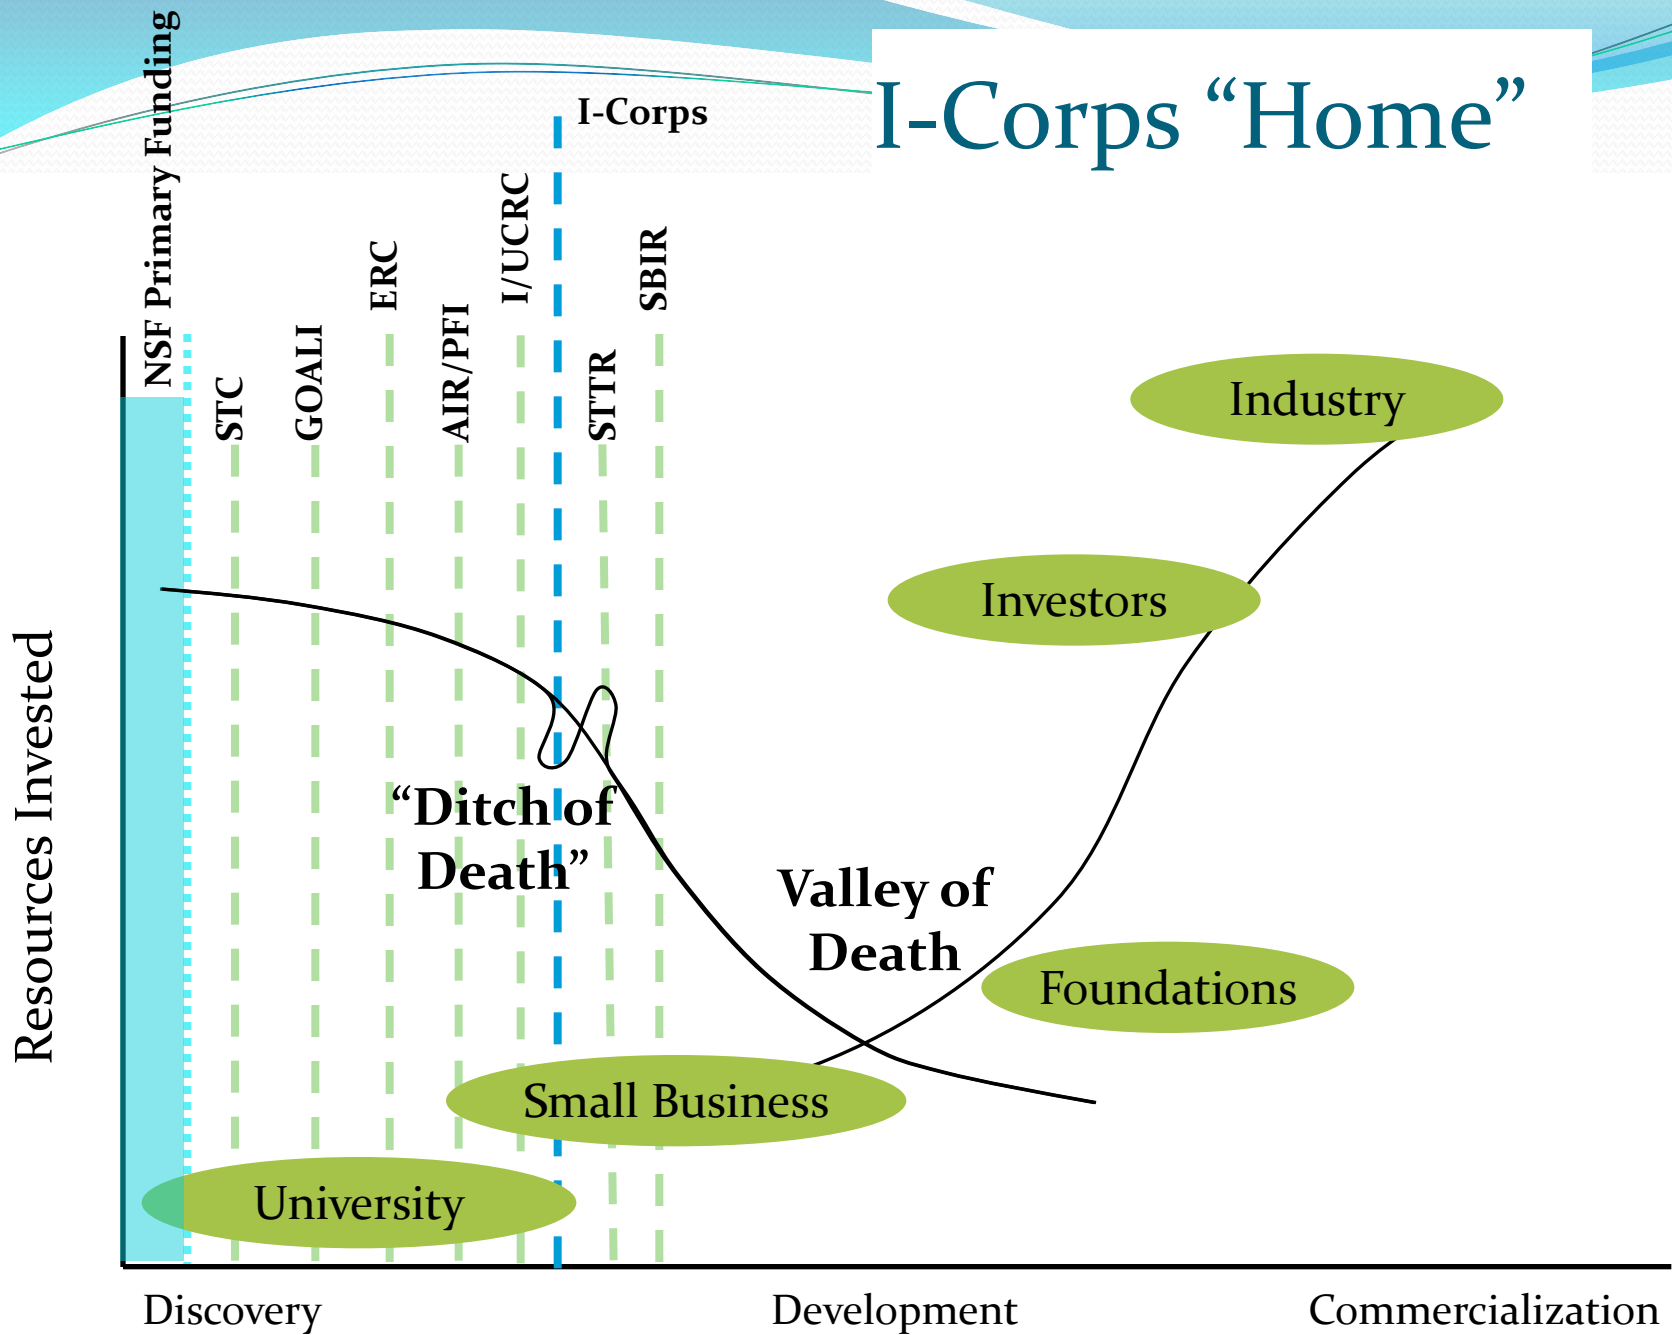 I-Corps “Home”
I-Corps
NSF Primary Funding
STC
GOALI
ERC
AIR/PFI
I/UCRC
STTR
SBIR
Industry
Investors
Resources Invested
“Ditch of
Death”
Valley of
Death
Foundations
Small Business
University
Discovery
Development
Commercialization